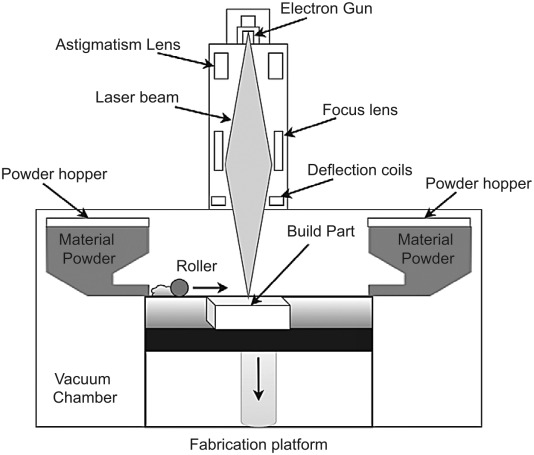 Electron Gun
Astigmatism Lens
Laser beam
Focus lens
Deflection coils
Powder hopper
Powder hopper
Material
Powder
Build Part
Material
Powder
Roller
Vacuum
Chamber
Fabrication platform